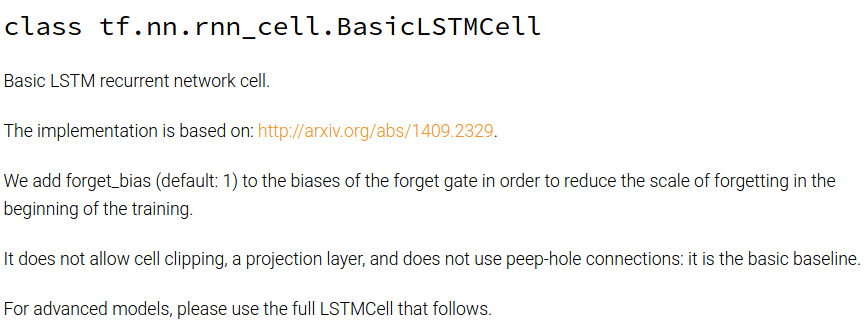 class tf.nn.rnn_cell.BasicLSTMCell
Basic LSTM recurrent network cell.
The implementation is based on: http://arxiv.org/abs/1409.2329.
We add forget_bias (default: 1) to the biases of the forget gate in order to reduce the scale of forgetting in the
beginning of the training.
It does not allow cell clipping, a projection layer, and does not use peep-hole connections: it is the basic baseline.
For advanced models, please use the full LSTMCell that follows.